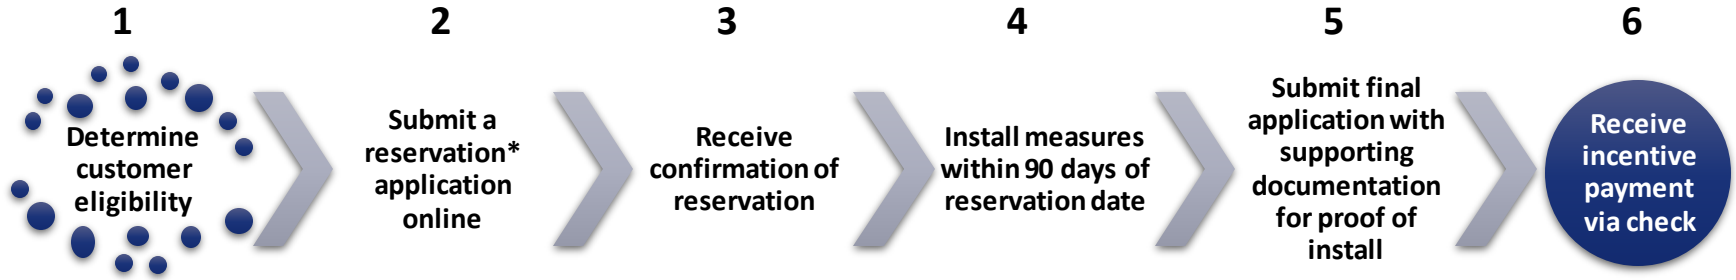 1
Determine
customer
eligibility
2
Submit a
reservation*
application
online
3
Receive
confirmation of
reservation
4
Install measures
within 90 days of
reservation date
5
Submit final
application with
supporting
documentation
for proof of
install
6
Receive
incentive
payment
via check